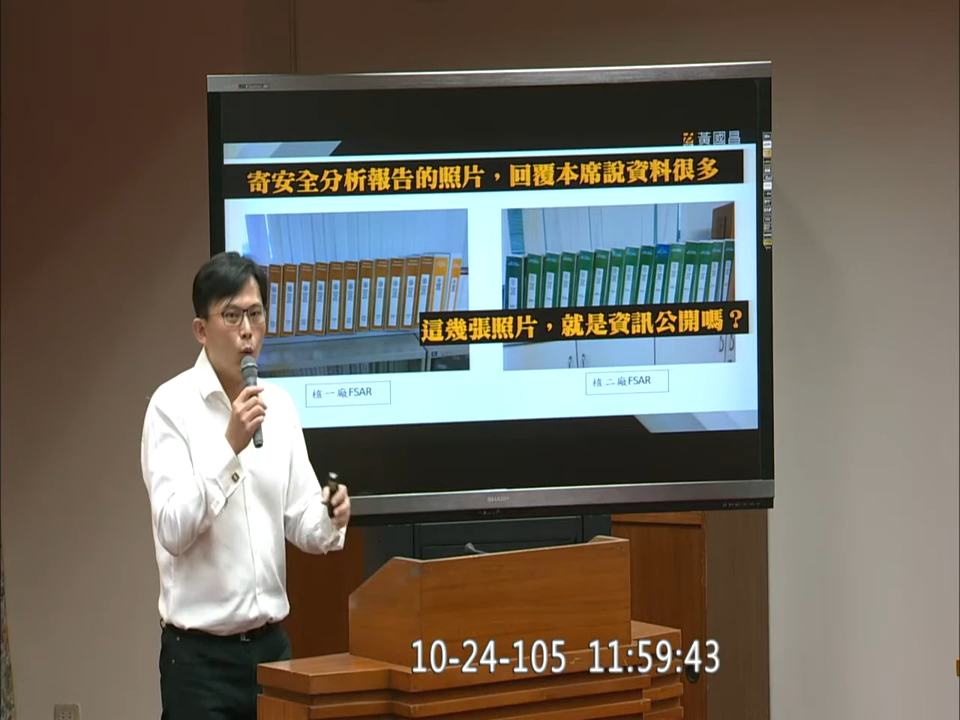 黃國昌
寄安全分析報告的照片，回覆本席說資料很多
這幾張照片，就是資訊公開嗎？
核一廠FSAR
核二廠FSAR
SHARP
10-24-105 11:59:43